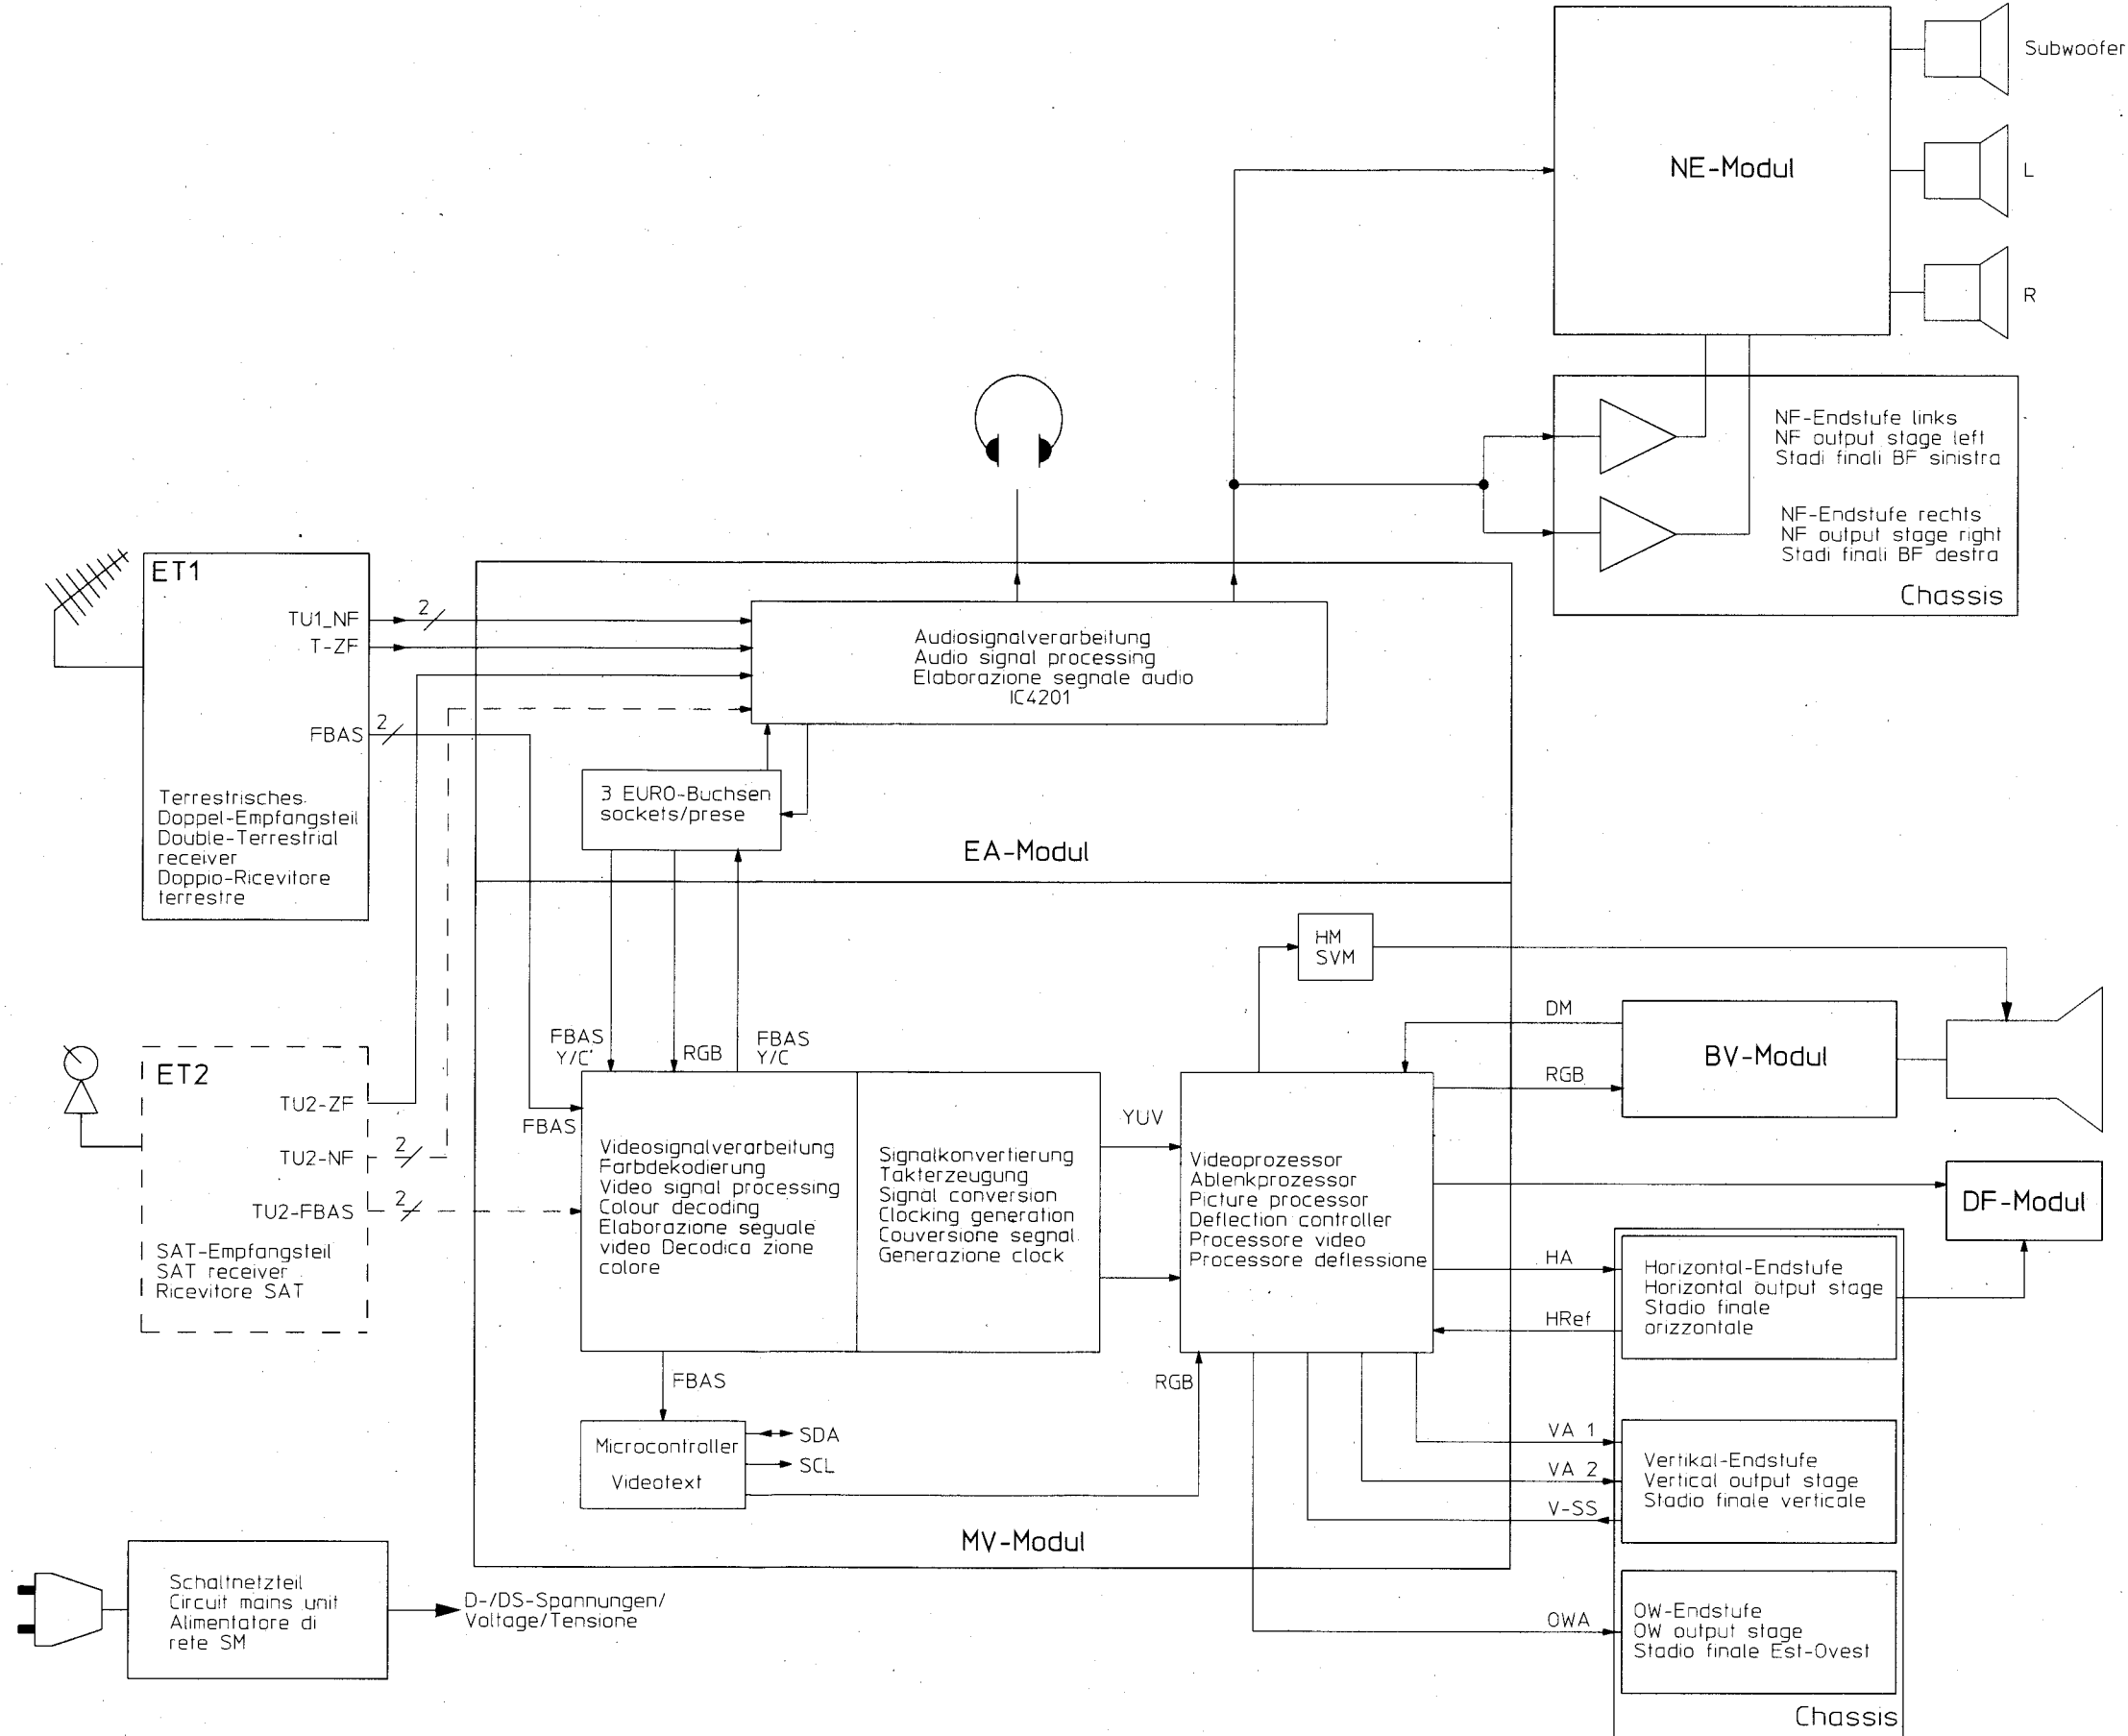 Subwoofer
NE-Modul
L
R
NF-Endstufe links
NF output stage left
Stadi finali BF sinistra
NF-Endstufe rechts
NF output stage right
Stadi finali BF destra
Chassis
ET1
TU1_NF
2
T-ZF
FBAS
2
Terrestrisches
Doppel-Empfangsteil
Double-Terrestrial
receiver
Doppio-Ricevitore
terrestre
Audiosignalverarbeitung
Audio signal processing
Elaborazione segnale audio
IC4201
3 EURO-Buchsen
sockets/prese
EA-Modul
ET2
TU2-ZF
TU2-NF
2
TU2-FBAS
2
SAT-Empfangsteil
SAT receiver
Ricevitore SAT
FBAS
Y/C
RGB
FBAS
Y/C
FBAS
Videosignalverarbeitung
Farbdekodierung
Video signal processing
Colour decoding
Elaborazione seguale
video Decodica zione
colore
Signalkonvertierung
Takterzeugung
Signal conversion
Clocking generation
Couversione segnal.
Generazione clock
YUV
HM
SVM
Videoprozessor
Ablenkprozessor
Picture processor
Deflection controller
Processore video
Processore deflessione
DM
RGB
BV-Modul
DF-Modul
HA
HRef
Horizontal-Endstufe
Horizontal output stage
Stadio finale
orizzontale
FBAS
RGB
Microcontroller
Videotext
SDA
SCL
VA 1
VA 2
V-SS
Vertikal-Endstufe
Vertical output stage
Stadio finale verticale
MV-Modul
OWA
OW-Endstufe
OW output stage
Stadio finale Est-Ovest
Chassis
Schaltnetzteil
Circuit mains unit
Alimentatore di
rete SM
D-/DS-Spannungen/
Voltage/Tensione